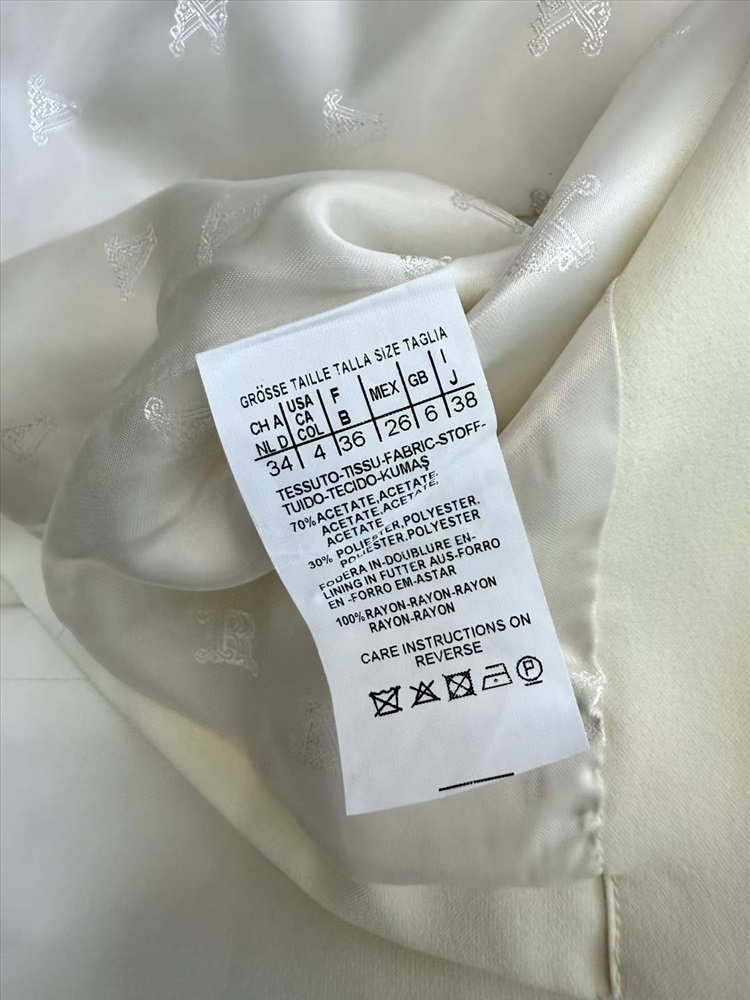 GRÖSSE TAILLE TALLA SIZE TAGLIA
CH A USA F MEX GB I
NL D CA B J
COL
34 4 36 26 6 38
TESSUTO-TISSU-FABRIC-STOFF-
TUIDO-TECIDO-KUMAŞ
70% ACETATE,ACETATE,
ACETATE,ACETATE,
ACETATE
30% POLIESTER,POLYESTER,
POLIESTER,POLYESTER
FODERA IN-DOUBLURE EN-
LINING IN FUTTER AUS-FORRO
EN -FORRO EM-ASTAR
100%RAYON-RAYON-RAYON
RAYON-RAYON
CARE INSTRUCTIONS ON
REVERSE
P